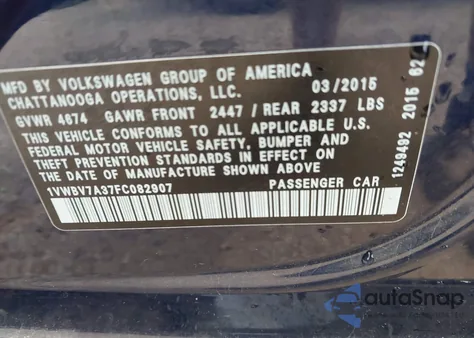 MFD BY VOLKSWAGEN GROUP OF AMERICA
CHATTANOOGA OPERATIONS, LLC. 03/2015
GVWR 4674 GAWR FRONT 2447 / REAR 2337 LBS
THIS VEHICLE CONFORMS TO ALL APPLICABLE U.S.
FEDERAL MOTOR VEHICLE SAFETY, BUMPER AND
THEFT PREVENTION STANDARDS IN EFFECT ON
THE DATE OF MANUFACTURE SHOWN ABOVE
1VWBV7A37FC082907 PASSENGER CAR
1249492 2015
autoSnap